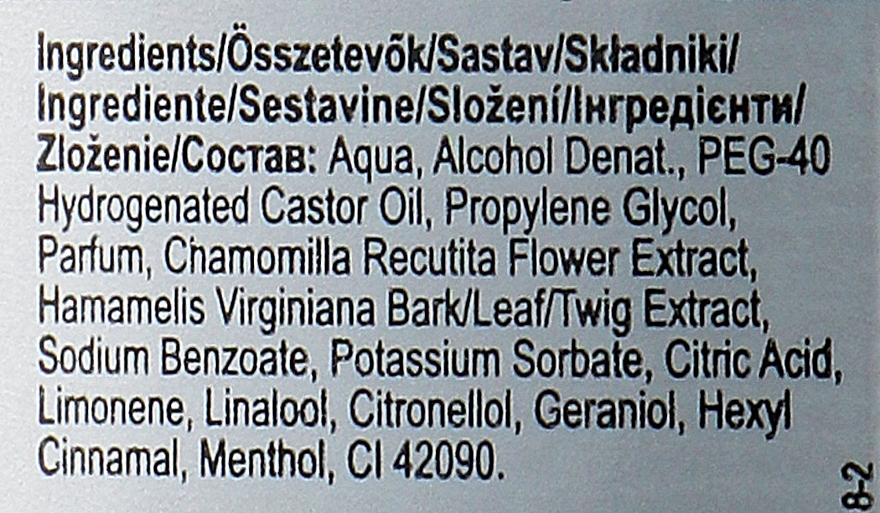 Ingredients/Összetevők/Sastav/Składniki/
Ingrediente/Sestavine/Složení/Інгредієнти/
Zloženie/Состав: Aqua, Alcohol Denat., PEG-40
Hydrogenated Castor Oil, Propylene Glycol,
Parfum, Chamomilla Recutita Flower Extract,
Hamamelis Virginiana Bark/Leaf/Twig Extract,
Sodium Benzoate, Potassium Sorbate, Citric Acid,
Limonene, Linalool, Citronellol, Geraniol, Hexyl
Cinnamal, Menthol, CI 42090.
8-2